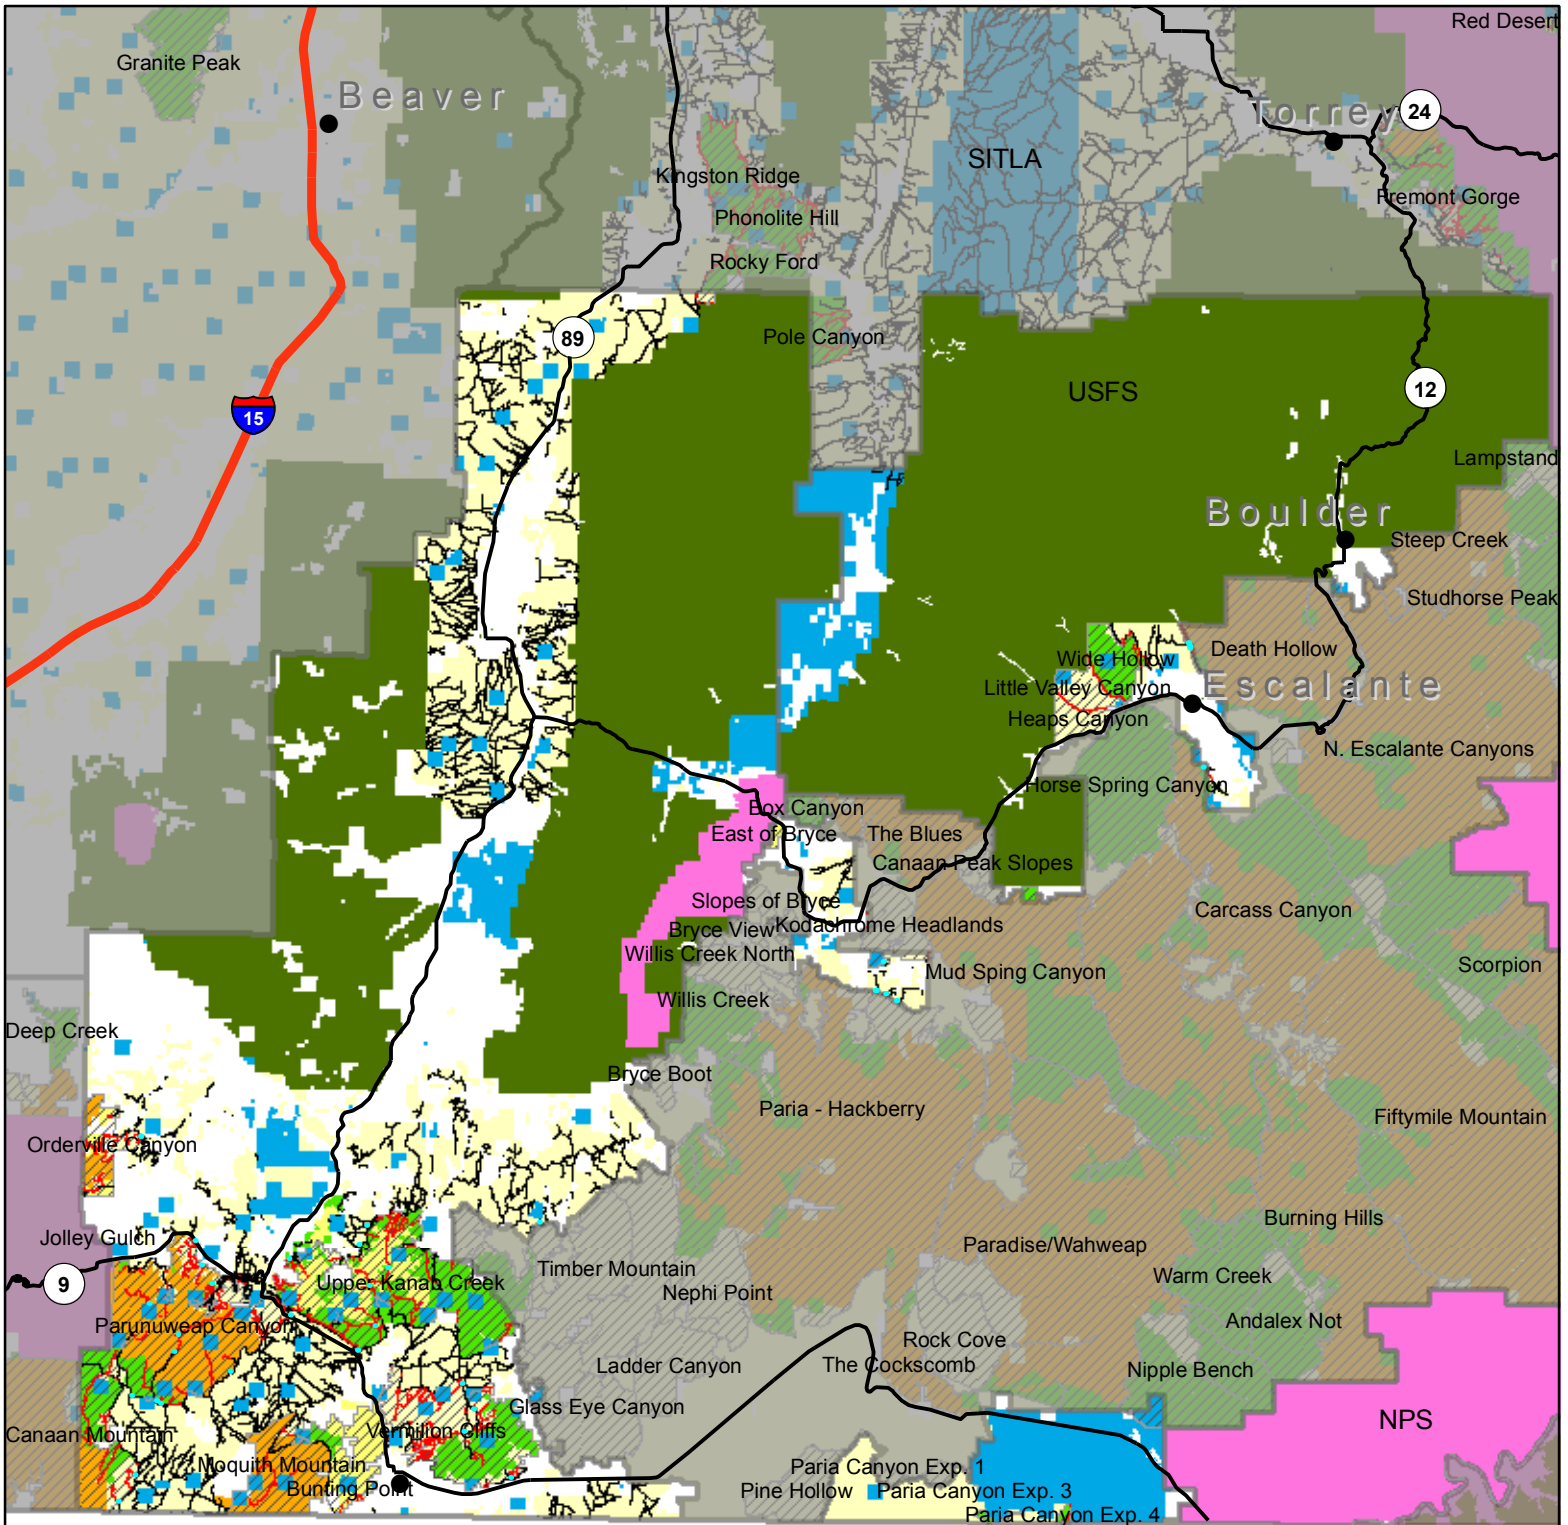 Red Desert
Granite Peak
Beaver
Torrey
24
SITLA
Kingston Ridge
Fremont Gorge
Phonolite Hill
Rocky Ford
89
Pole Canyon
USFS
12
15
Lampstand
Boulder
Steep Creek
Studhorse Peak
Death Hollow
Wide Hollow
Little Valley Canyon
Escalante
Heaps Canyon
N. Escalante Canyons
Horse Spring Canyon
Box Canyon
East of Bryce
The Blues
Canaan Peak Slopes
Slopes of Bryce
Carcass Canyon
Bryce View
Kodachrome Headlands
Willis Creek North
Scorpion
Mud Sping Canyon
Willis Creek
Deep Creek
Bryce Boot
Paria - Hackberry
Fiftymile Mountain
Orderville Canyon
Burning Hills
Jolley Gulch
Paradise/Wahweap
Timber Mountain
Warm Creek
9
Upper Kanab Creek
Nephi Point
Andalex Not
Parunuweap Canyon
Rock Cove
Ladder Canyon
The Cockscomb
Nipple Bench
Glass Eye Canyon
NPS
Canaan Mountain
Vermilion Cliffs
Moquith Mountain
Paria Canyon Exp. 1
Bunting Point
Pine Hollow
Paria Canyon Exp. 3
Paria Canyon Exp. 4